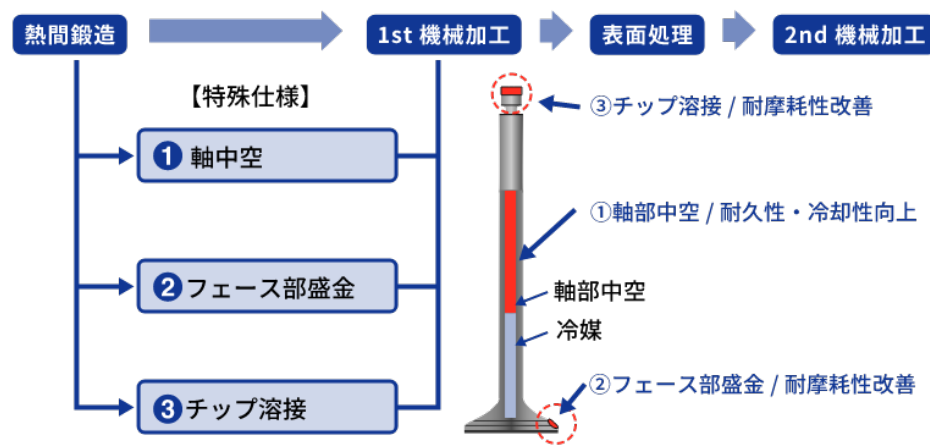 熱間鍛造
1st 機械加工
表面処理
2nd 機械加工
【特殊仕様】
❶ 軸中空
❷ フェース部盛金
❸ チップ溶接
③チップ溶接 / 耐摩耗性改善
①軸部中空 / 耐久性・冷却性向上
軸部中空
冷媒
②フェース部盛金 / 耐摩耗性改善